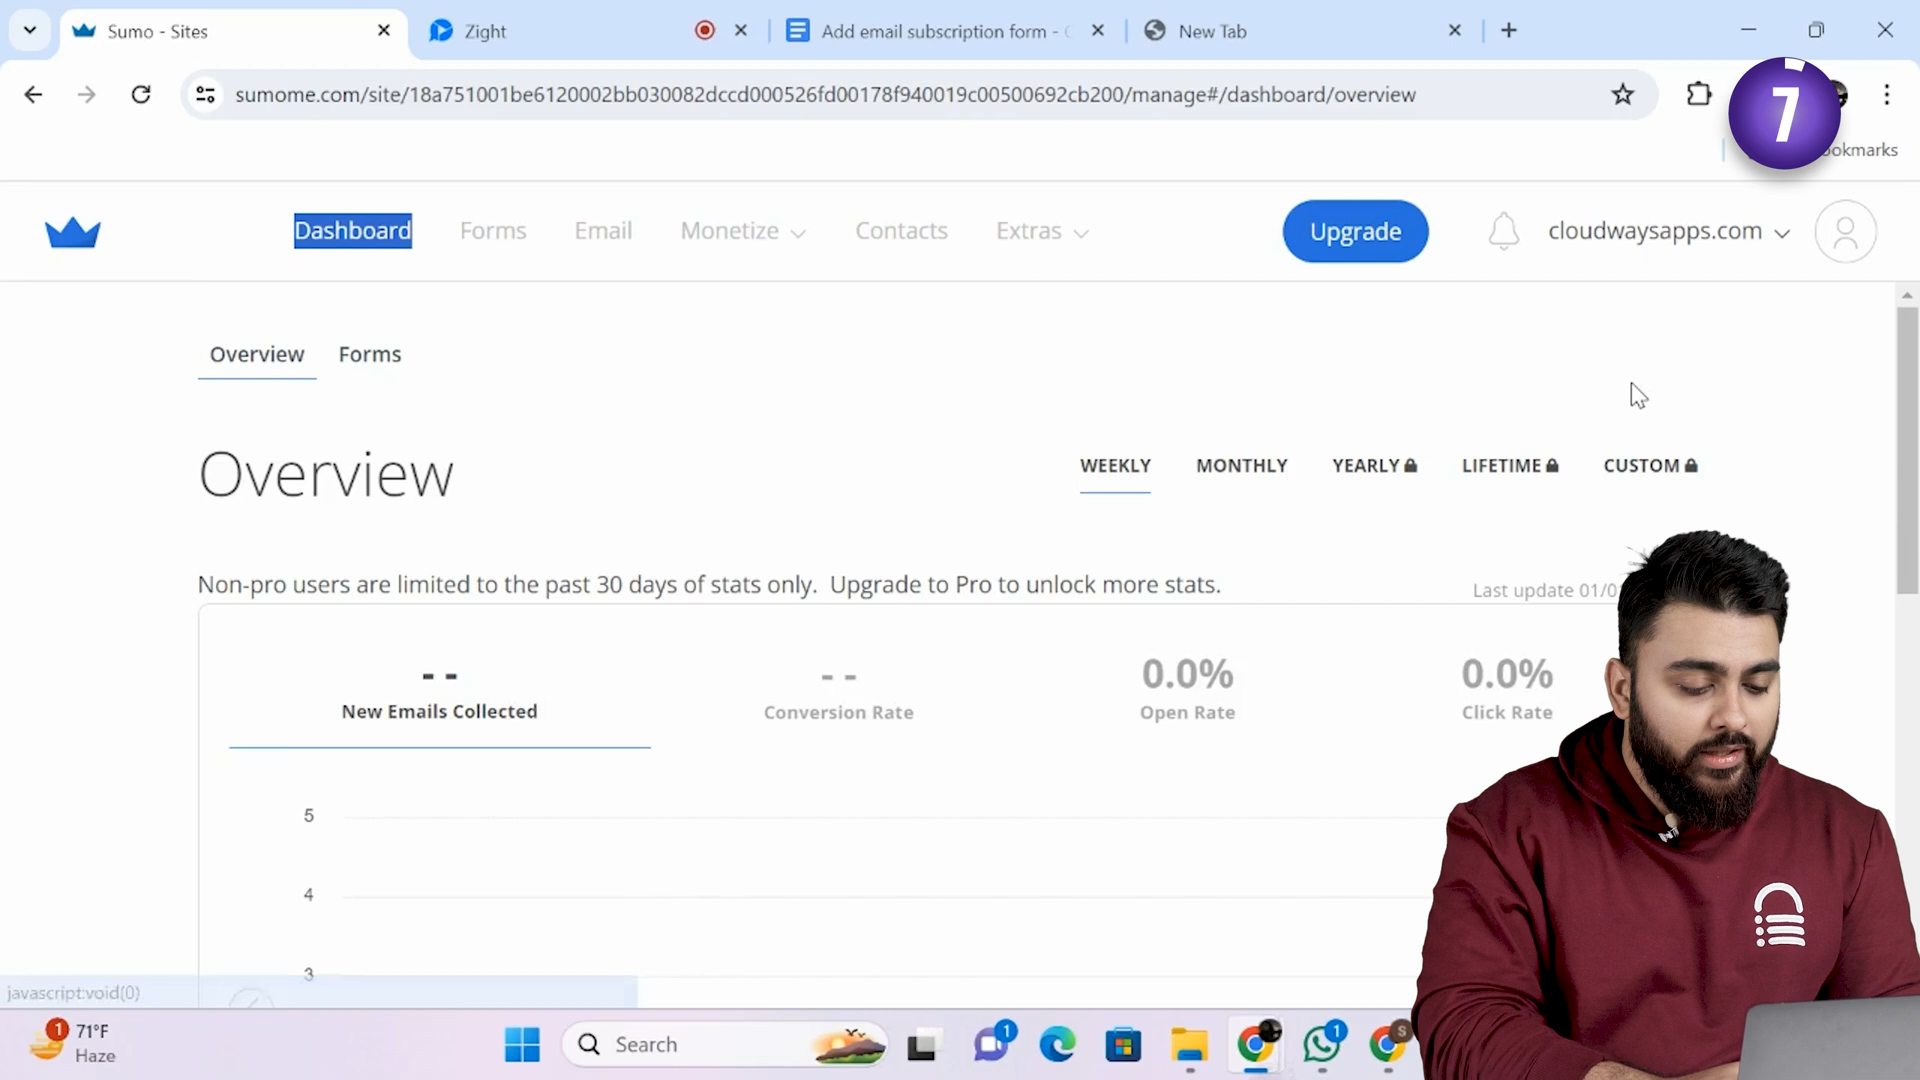 Sumo - Sites
Zight
Add email subscription form -
New Tab
sumome.com/site/18a751001be6120002bb030082dccd000526fd00178f940019c00500692cb200/manage#/dashboard/overview
7
ookmarks
Dashboard
Forms
Email
Monetize
Contacts
Extras
Upgrade
cloudwaysapps.com
Overview
Forms
Overview
WEEKLY
MONTHLY
YEARLY
LIFETIME
CUSTOM
Non-pro users are limited to the past 30 days of stats only. Upgrade to Pro to unlock more stats.
Last update 01/0
- -
New Emails Collected
- -
Conversion Rate
0.0%
Open Rate
0.0%
Click Rate
5
4
3
javascript:void(0)
1
71°F
Haze
Search
1
1
S